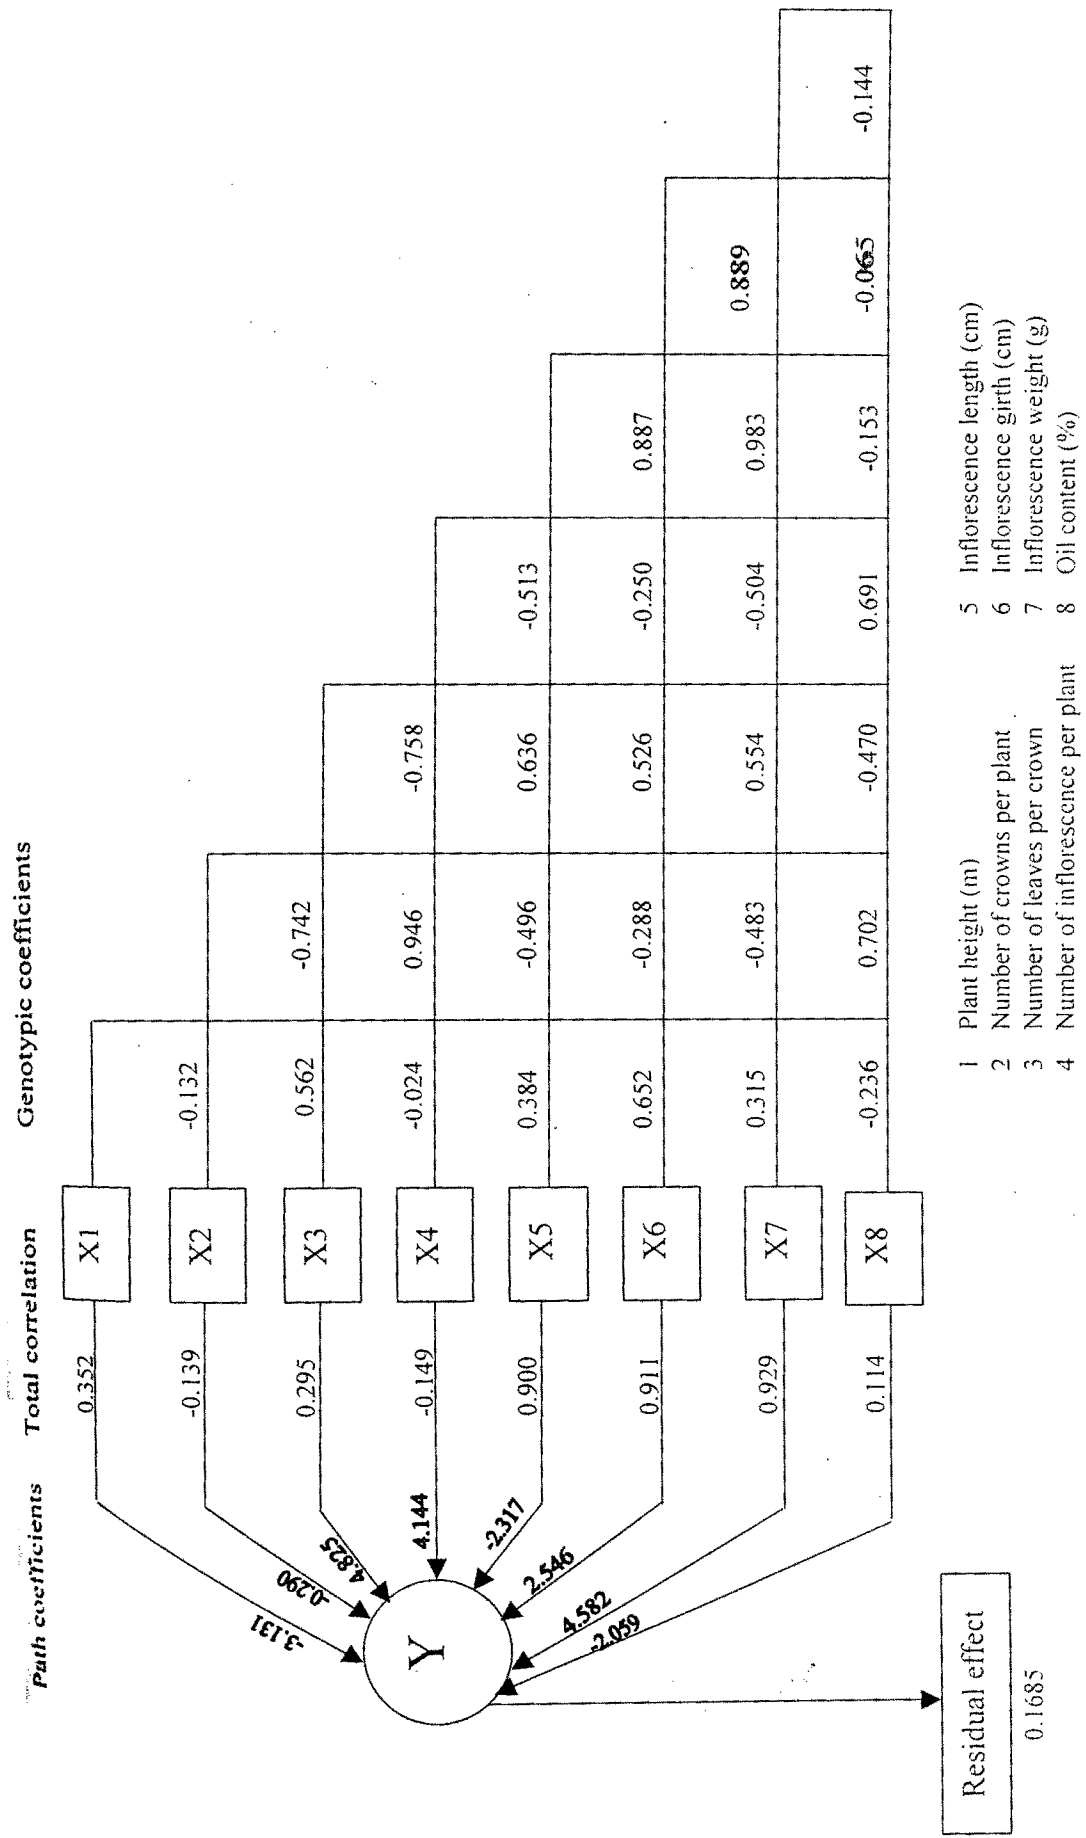 Path coefficients Total correlation Genotypic coefficients
-3.131 0.352 X1
-0.290 -0.139 X2 -0.132
4.825 0.295 X3 0.562 -0.742
4.144 -0.149 X4 -0.024 0.946 -0.758
-2.317 0.900 X5 0.384 -0.496 0.636 -0.513
2.546 0.911 X6 0.652 -0.288 0.526 -0.250 0.887
4.582 0.929 X7 0.315 -0.483 0.554 -0.504 0.983 0.889
-2.059 0.114 X8 -0.236 0.702 -0.470 0.691 -0.153 -0.065 -0.144
Y
Residual effect
0.1685
1 Plant height (m)
2 Number of crowns per plant
3 Number of leaves per crown
4 Number of inflorescence per plant
5 Inflorescence length (cm)
6 Inflorescence girth (cm)
7 Inflorescence weight (g)
8 Oil content (%)